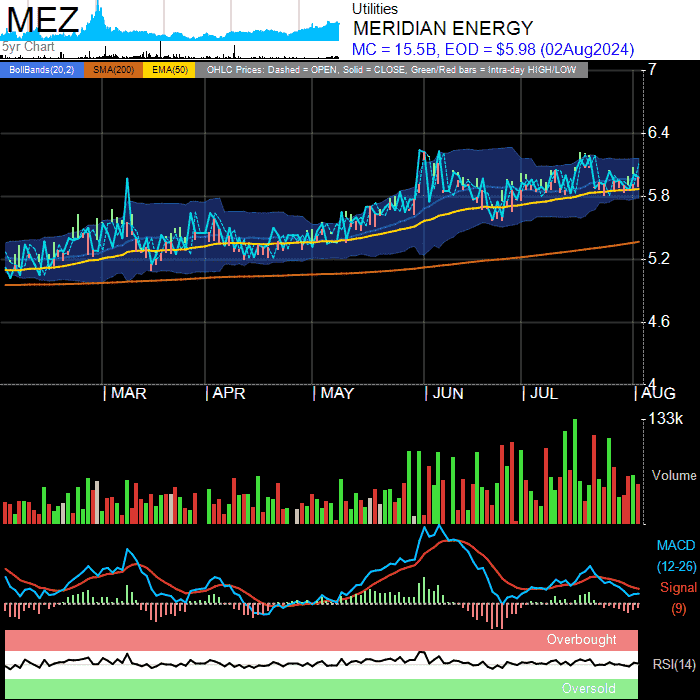 MEZ
5yr Chart
Utilities
MERIDIAN ENERGY
MC = 15.5B, EOD = $5.98 (02Aug2024)
BollBands(20,2) SMA(200) EMA(50) OHLC Prices: Dashed = OPEN, Solid = CLOSE, Green/Red bars = Intra-day HIGH/LOW
7
6.4
5.8
5.2
4.6
4
MAR APR MAY JUN JUL AUG
133k
Volume
MACD
(12-26)
Signal
(9)
Overbought
RSI(14)
Oversold